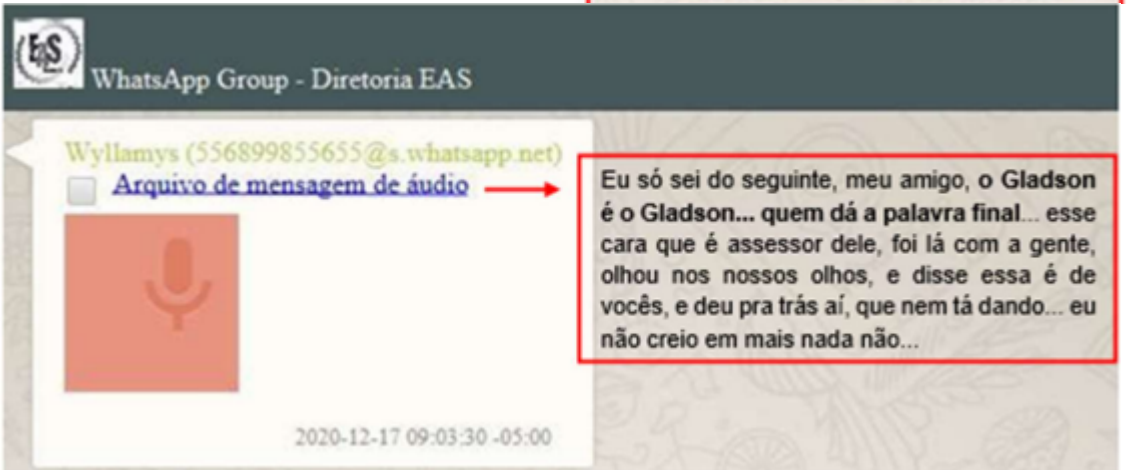 EAS
WhatsApp Group - Diretoria EAS
Wyllamys (556899855655@s.whatsapp.net)
Arquivo de mensagem de áudio
Eu só sei do seguinte, meu amigo, o Gladson
é o Gladson... quem dá a palavra final... esse
cara que é assessor dele, foi lá com a gente,
olhou nos nossos olhos, e disse essa é de
vocês, e deu pra trás aí, que nem tá dando... eu
não creio em mais nada não...
2020-12-17 09:03:30 -05:00